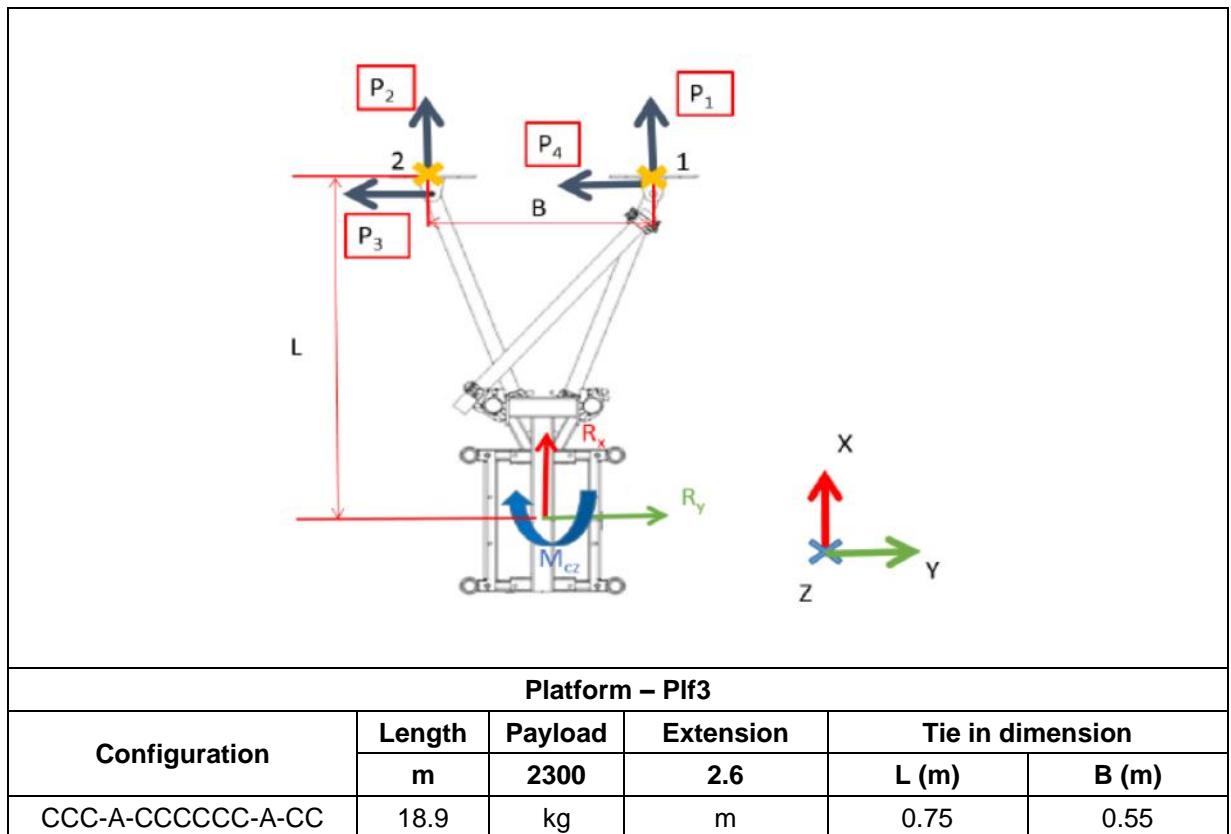 P2 P1
P4
2 1
B
P3
L
Rx
X
Ry
Mcz
Y
Z
Platform – Plf3
Configuration Length Payload Extension Tie in dimension
m 2300 2.6 L (m) B (m)
CCC-A-CCCCCC-A-CC 18.9 kg m 0.75 0.55